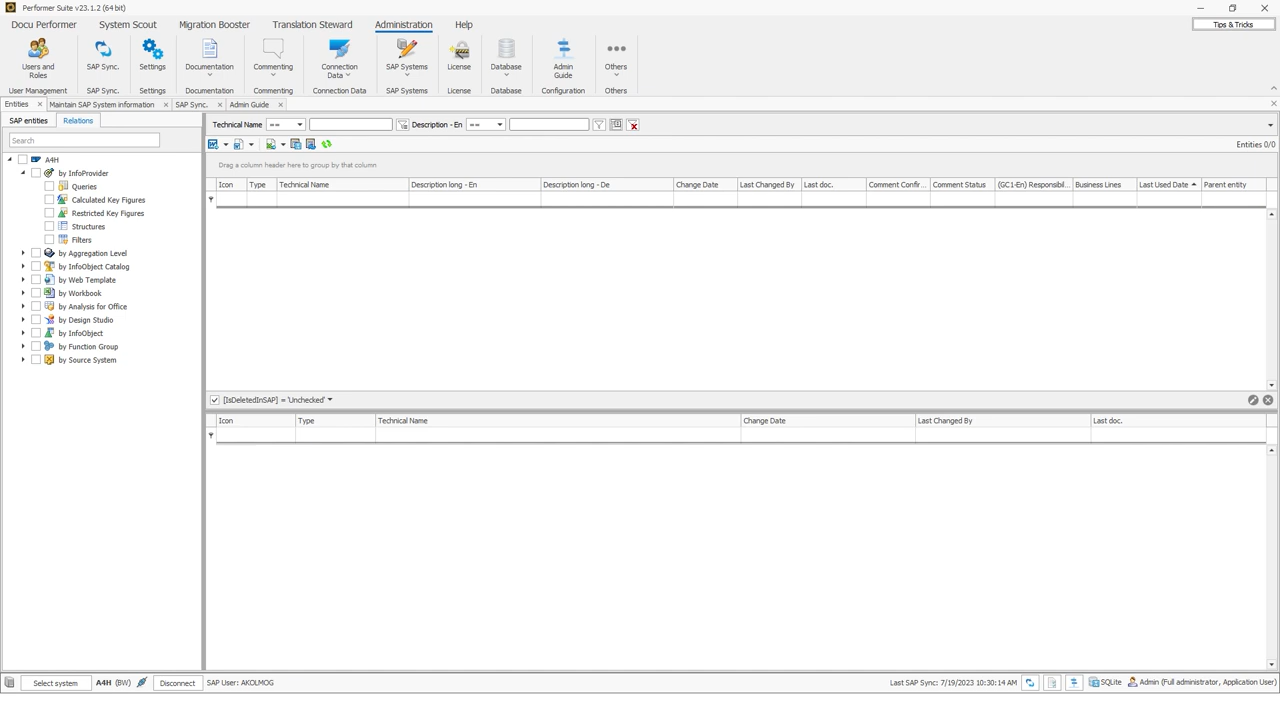 Performer Suite v23.1.2 (64 bit)
Docu Performer System Scout Migration Booster Translation Steward Administration Help
Tips & Tricks
Users and Roles SAP Sync. Settings Documentation Commenting Connection Data SAP Systems License Database Admin Guide Others
User Management SAP Sync. Settings Documentation Commenting Connection Data SAP Systems License Database Configuration Others
Entities Maintain SAP System information SAP Sync. Admin Guide
SAP entities Relations
Technical Name == Description - En ==
Search
Entities 0/0
Drag a column header here to group by that column
Icon Type Technical Name Description long - En Description long - De Change Date Last Changed By Last doc. Comment Confir... Comment Status (GC1-En) Responsibil... Business Lines Last Used Date Parent entity
A4H
by InfoProvider
Queries
Calculated Key Figures
Restricted Key Figures
Structures
Filters
by Aggregation Level
by InfoObject Catalog
by Web Template
by Workbook
by Analysis for Office
by Design Studio
by InfoObject
by Function Group
by Source System
[IsDeletedInSAP] = 'Unchecked'
Icon Type Technical Name Change Date Last Changed By Last doc.
Select system A4H (BW) Disconnect SAP User: AKOLMOG Last SAP Sync: 7/19/2023 10:30:14 AM SQLite Admin (Full administrator, Application User)